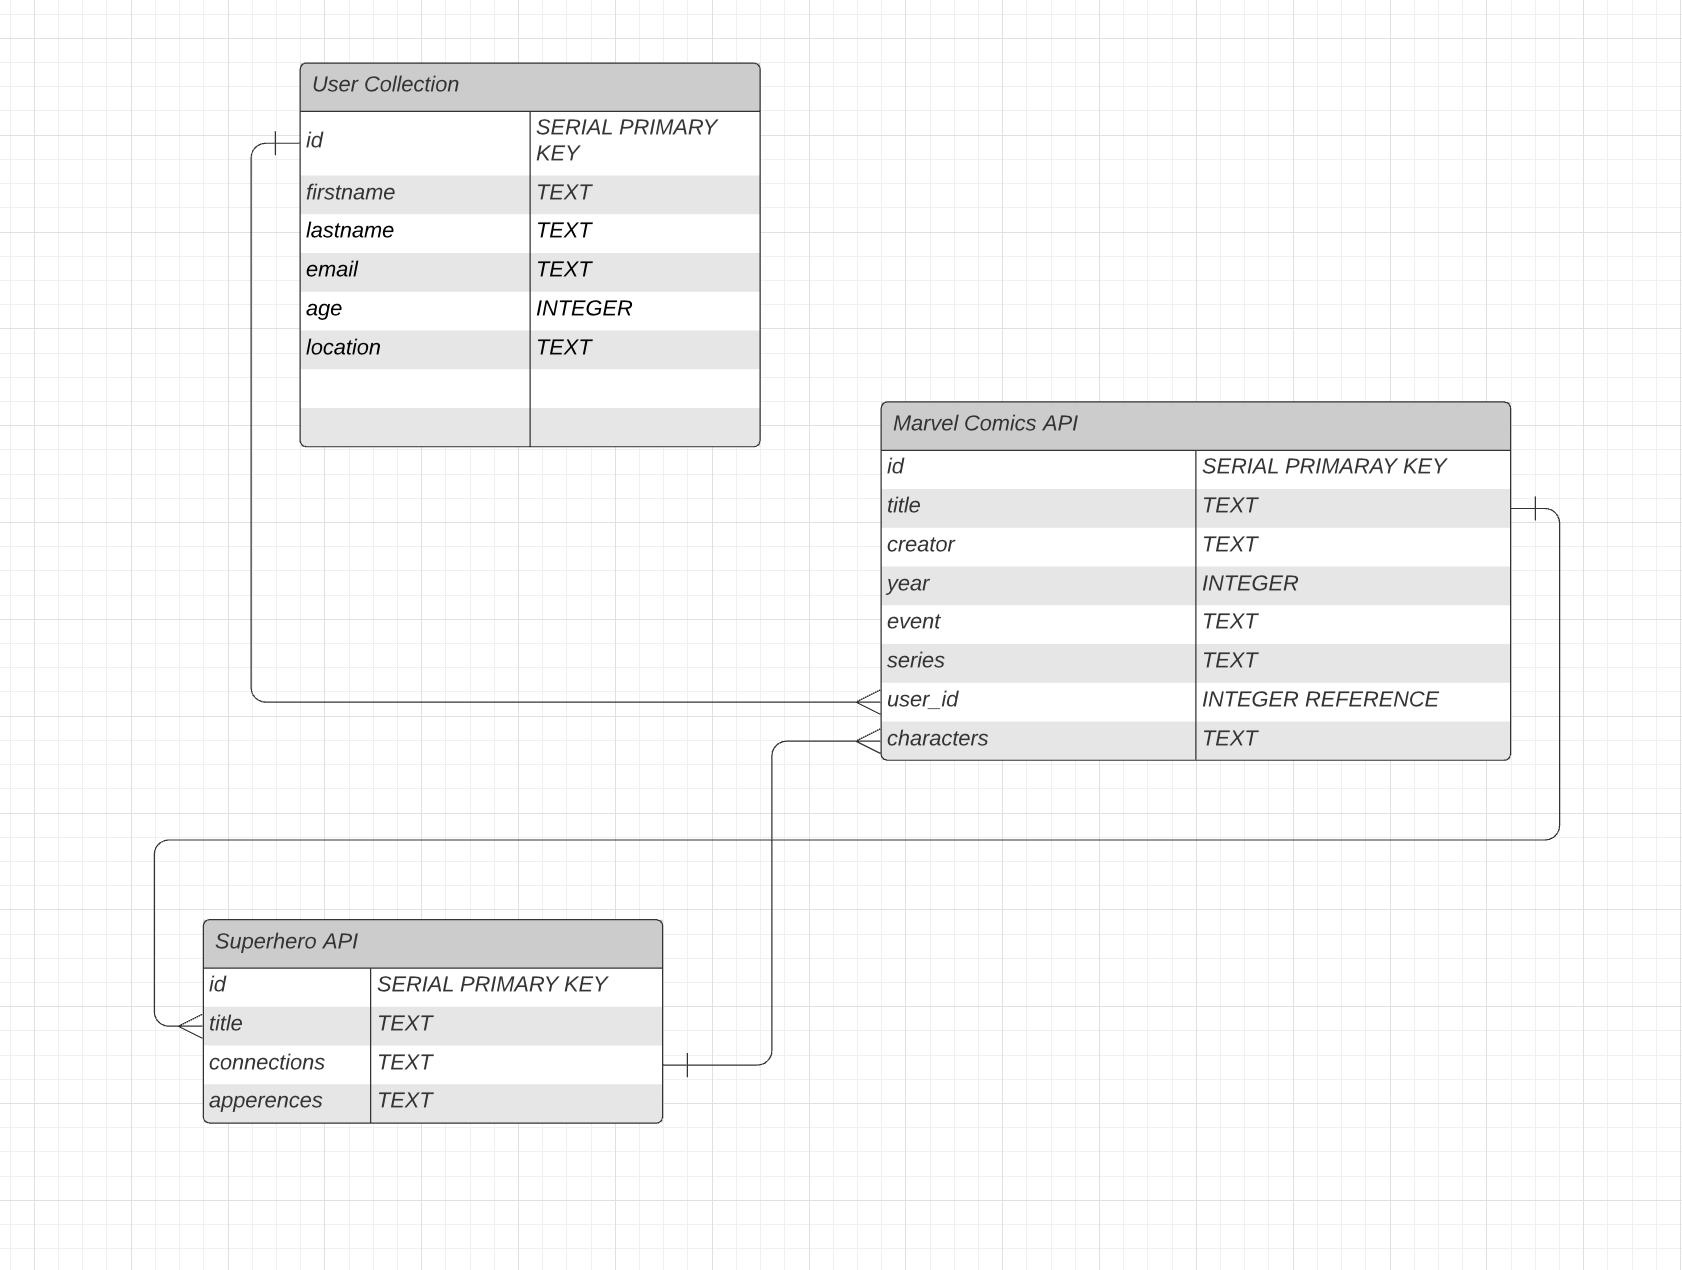 User Collection
id SERIAL PRIMARY
KEY
firstname TEXT
lastname TEXT
email TEXT
age INTEGER
location TEXT
Marvel Comics API
id SERIAL PRIMARAY KEY
title TEXT
creator TEXT
year INTEGER
event TEXT
series TEXT
user_id INTEGER REFERENCE
characters TEXT
Superhero API
id SERIAL PRIMARY KEY
title TEXT
connections TEXT
apperences TEXT